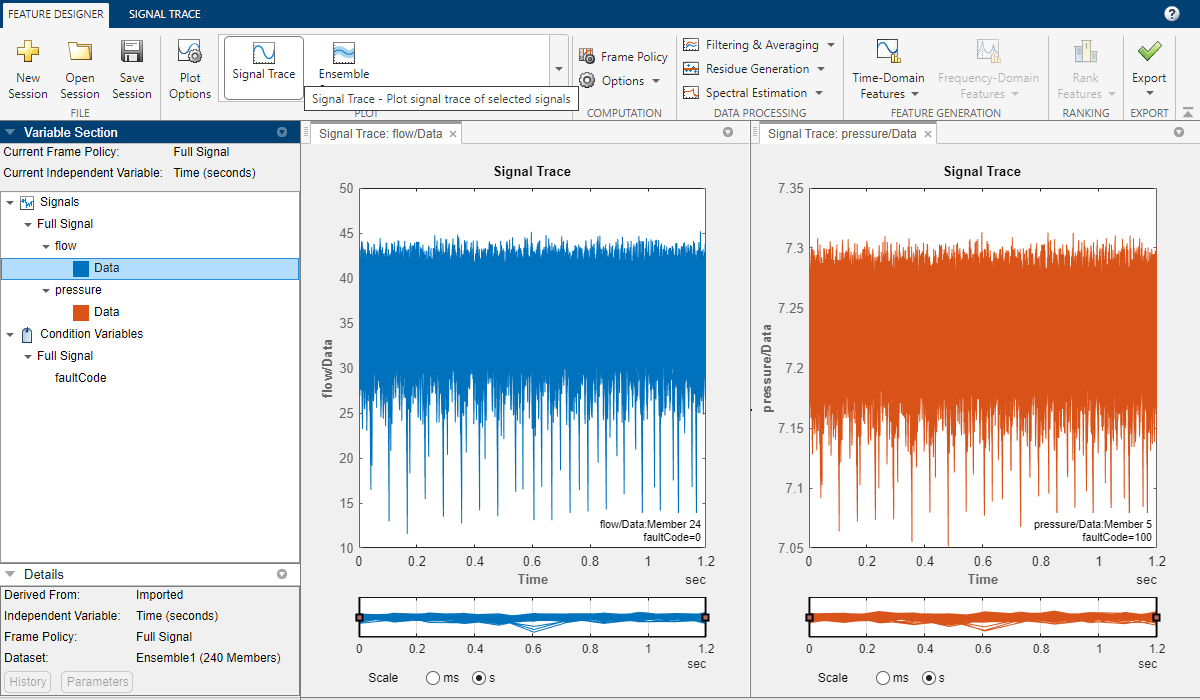 FEATURE DESIGNER
SIGNAL TRACE
?
New Session
Open Session
Save Session
FILE
Plot Options
Signal Trace
Ensemble
Signal Trace - Plot signal trace of selected signals
PLOT
Frame Policy
Options
COMPUTATION
Filtering & Averaging
Residue Generation
Spectral Estimation
DATA PROCESSING
Time-Domain Features
Frequency-Domain Features
FEATURE GENERATION
Rank Features
RANKING
Export
EXPORT
Variable Section
Current Frame Policy: Full Signal
Current Independent Variable: Time (seconds)
Signals
Full Signal
flow
Data
pressure
Data
Condition Variables
Full Signal
faultCode
Details
Derived From: Imported
Independent Variable: Time (seconds)
Frame Policy: Full Signal
Dataset: Ensemble1 (240 Members)
History Parameters
Signal Trace: flow/Data
Signal Trace
50
45
40
35
30
25
20
15
10
flow/Data
flow/Data:Member 24
faultCode=0
0 0.2 0.4 0.6 0.8 1 1.2
Time
sec
0 0.2 0.4 0.6 0.8 1 1.2
sec
Scale ms s
Signal Trace: pressure/Data
Signal Trace
7.35
7.3
7.25
7.2
7.15
7.1
7.05
pressure/Data
pressure/Data:Member 5
faultCode=100
0 0.2 0.4 0.6 0.8 1 1.2
Time
sec
0 0.2 0.4 0.6 0.8 1 1.2
sec
Scale ms s